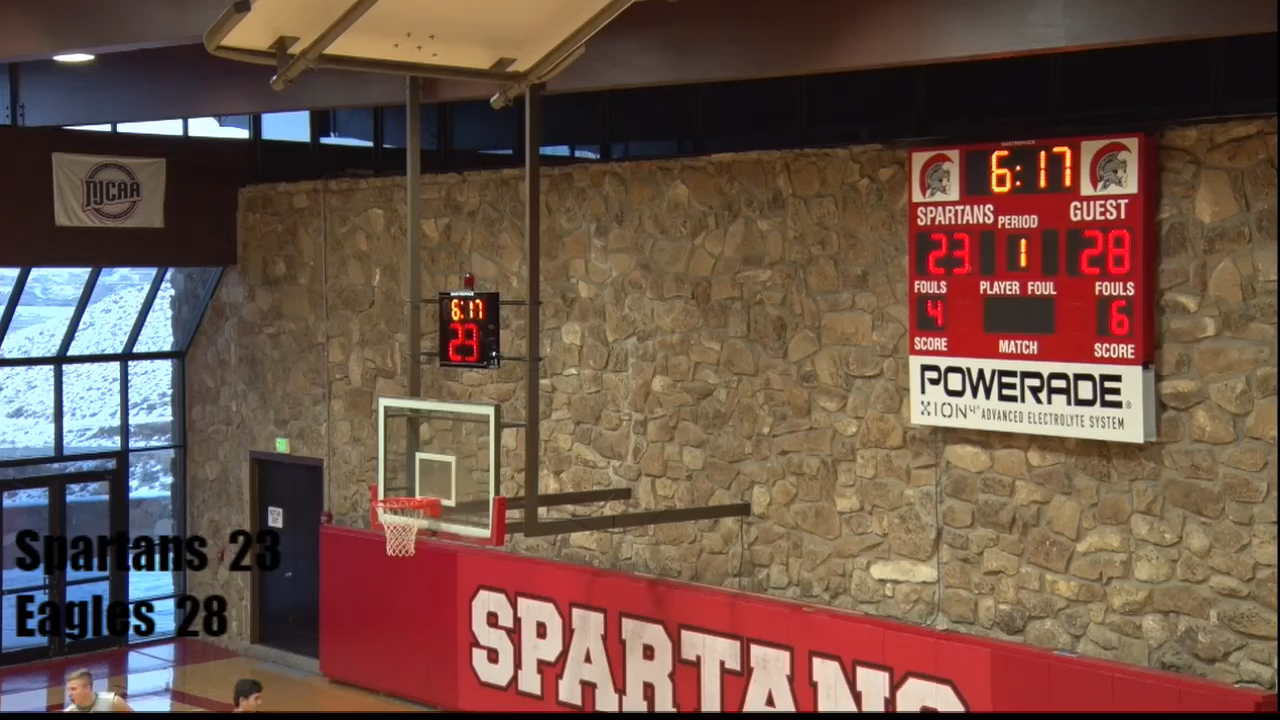 NJCAA
6:17
SPARTANS PERIOD GUEST
23 1 28
FOULS PLAYER FOUL FOULS
4 6
SCORE MATCH SCORE
POWERADE
ION4 ADVANCED ELECTROLYTE SYSTEM
6:17
23
Spartans 23
Eagles 28
SPARTANS